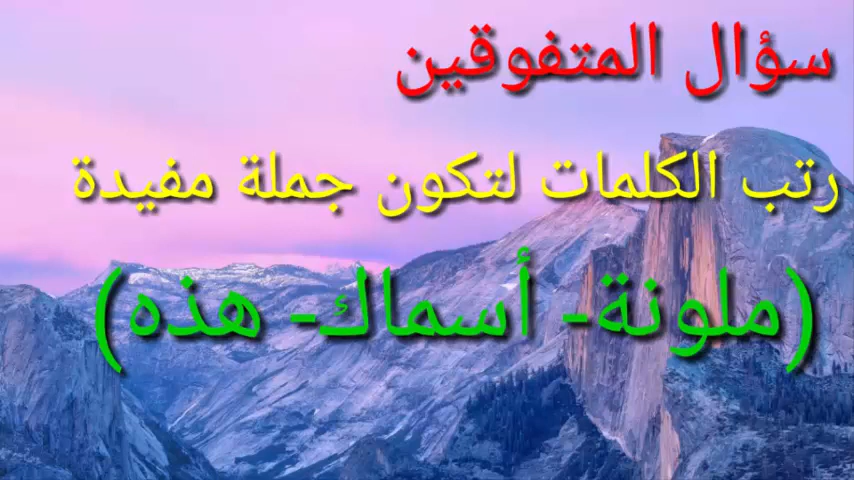 سؤال المتفوقين
رتب الكلمات لتكون جملة مفيدة
(ملونة- أسماك- هذه)